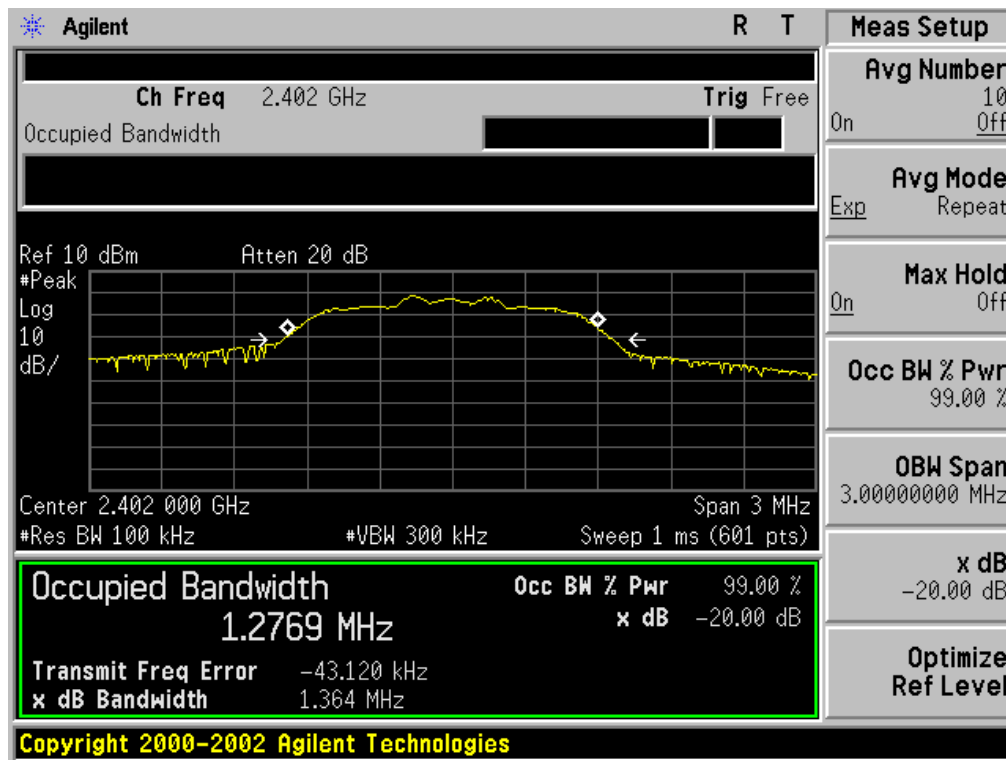 Agilent R T
Ch Freq 2.402 GHz Trig Free
Occupied Bandwidth
Ref 10 dBm Atten 20 dB
#Peak
Log
10
dB/
Center 2.402 000 GHz Span 3 MHz
#Res BW 100 kHz #VBW 300 kHz Sweep 1 ms (601 pts)
Occupied Bandwidth
1.2769 MHz
Occ BW % Pwr 99.00 %
x dB -20.00 dB
Transmit Freq Error -43.120 kHz
x dB Bandwidth 1.364 MHz
Copyright 2000-2002 Agilent Technologies
Meas Setup
Avg Number
10
On Off
Avg Mode
Exp Repeat
Max Hold
On Off
Occ BW % Pwr
99.00 %
OBW Span
3.00000000 MHz
x dB
-20.00 dB
Optimize
Ref Level